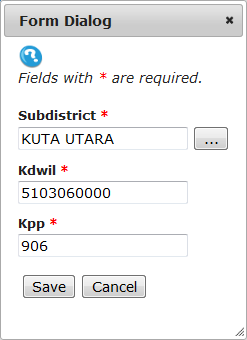 Form Dialog
Fields with * are required.
Subdistrict *
KUTA UTARA ...
Kdwil *
5103060000
Kpp *
906
Save Cancel